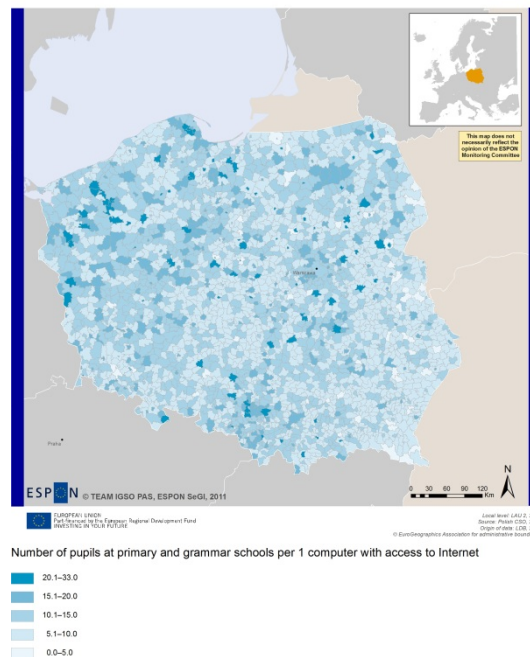 This map does not
necessarily reflect the
opinion of the ESPON
Monitoring Committee
Warszawa
Praha
N
ESPON © TEAM IGSO PAS, ESPON SeGI, 2011
0 15 30 60 90 120
Km
EUROPEAN UNION
Part-financed by the European Regional Development Fund
INVESTING IN YOUR FUTURE
Local level: LAU 2,
Source: Polish CSO,
Origin of data: LDB,
© EuroGeographics Association for administrative
Number of pupils at primary and grammar schools per 1 computer with access to Internet
20.1–33.0
15.1–20.0
10.1–15.0
5.1–10.0
0.0–5.0